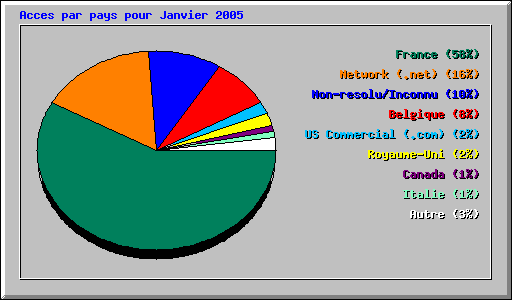 Acces par pays pour Janvier 2005
France (58%)
Network (.net) (16%)
Non-resolu/Inconnu (10%)
Belgique (8%)
US Commercial (.com) (2%)
Royaume-Uni (2%)
Canada (1%)
Italie (1%)
Autre (3%)